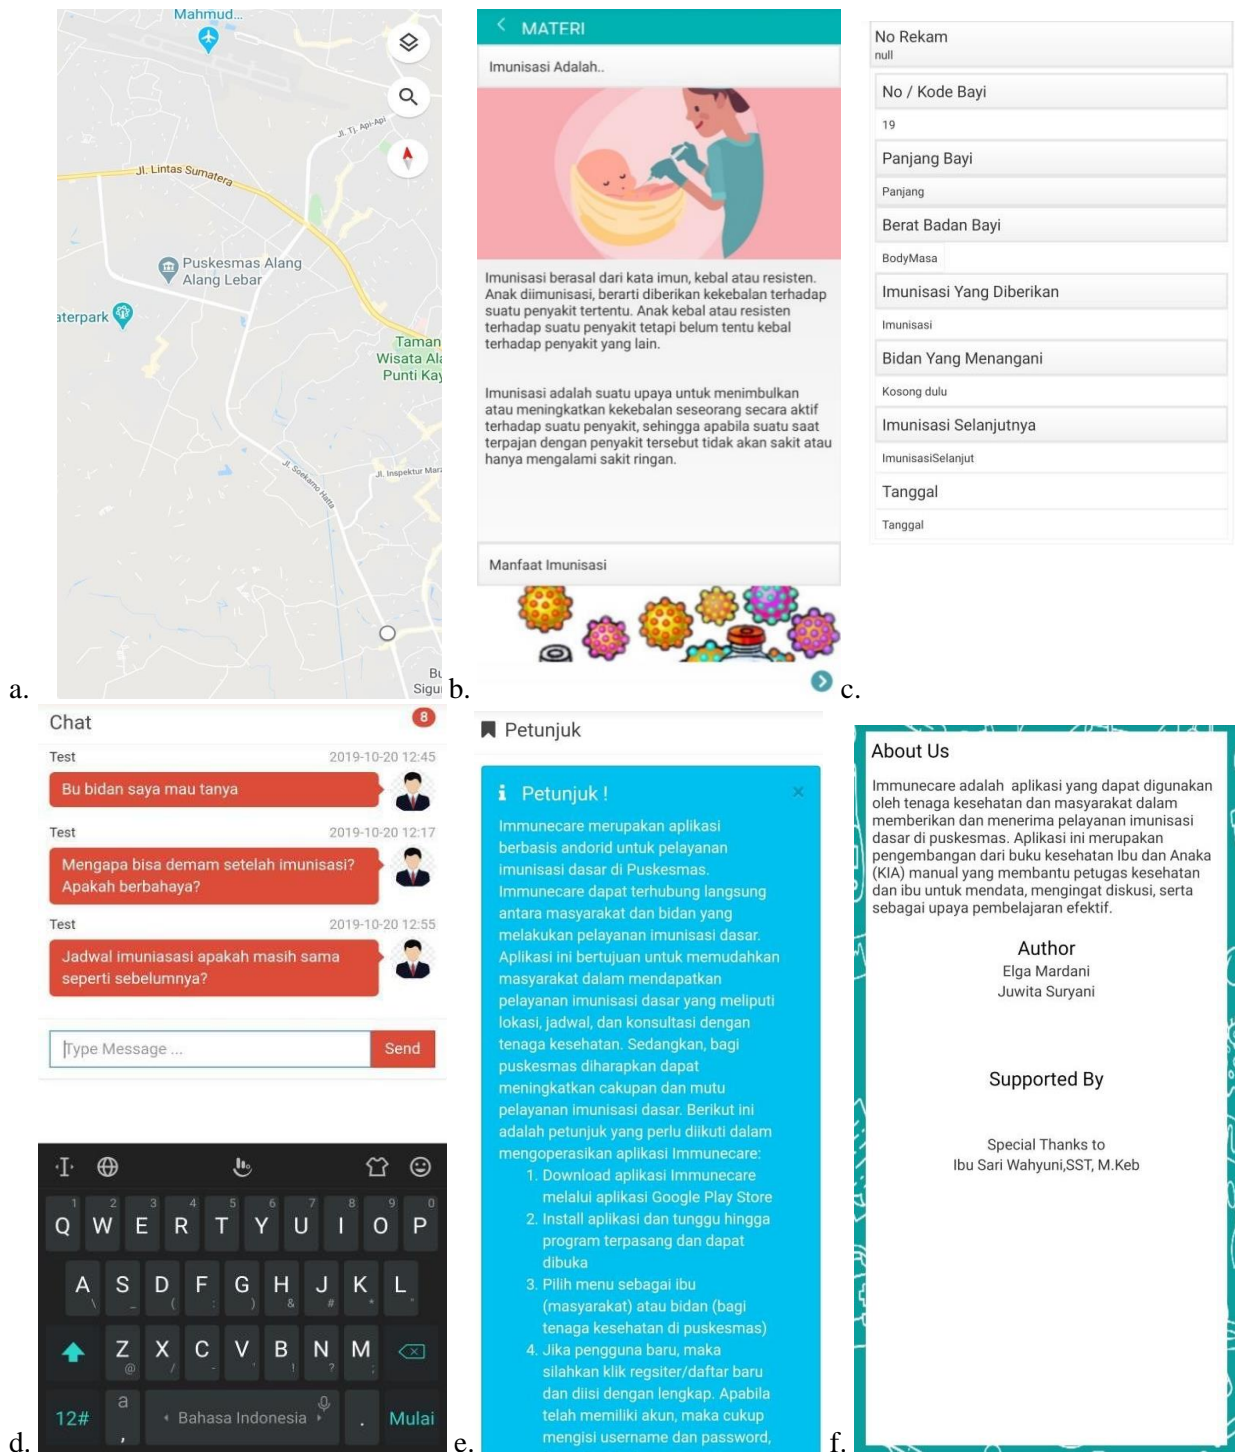 Mahmud...
Jl. Tj. Api-Api
Jl. Lintas Sumatera
Puskesmas Alang
Alang Lebar
aterpark
Taman
Wisata Al
Punti Kay
Jl. Soekarno Hatta
Jl. Inspektur Mar
Bu
Sigu
a.
MATERI
Imunisasi Adalah..
Imunisasi berasal dari kata imun, kebal atau resisten.
Anak diimunisasi, berarti diberikan kekebalan terhadap
suatu penyakit tertentu. Anak kebal atau resisten
terhadap suatu penyakit tetapi belum tentu kebal
terhadap penyakit yang lain.
Imunisasi adalah suatu upaya untuk menimbulkan
atau meningkatkan kekebalan seseorang secara aktif
terhadap suatu penyakit, sehingga apabila suatu saat
terpajan dengan penyakit tersebut tidak akan sakit atau
hanya mengalami sakit ringan.
Manfaat Imunisasi
b.
No Rekam
null
No / Kode Bayi
19
Panjang Bayi
Panjang
Berat Badan Bayi
BodyMasa
Imunisasi Yang Diberikan
Imunisasi
Bidan Yang Menangani
Kosong dulu
Imunisasi Selanjutnya
ImunisasiSelanjut
Tanggal
Tanggal
c.
Chat 8
Test 2019-10-20 12:45
Bu bidan saya mau tanya
Test 2019-10-20 12:17
Mengapa bisa demam setelah imunisasi?
Apakah berbahaya?
Test 2019-10-20 12:55
Jadwal imuniasasi apakah masih sama
seperti sebelumnya?
Type Message ... Send
1 2 3 4 5 6 7 8 9 0
Q W E R T Y U I O P
A S D F G H J K L
\ _ ( : ) & # * "
Z X C V B N M
@ / - ' ! ? ;
12# a , Bahasa Indonesia . Mulai
d.
Petunjuk
i Petunjuk ! ×
Immunecare merupakan aplikasi
berbasis andorid untuk pelayanan
imunisasi dasar di Puskesmas.
Immunecare dapat terhubung langsung
antara masyarakat dan bidan yang
melakukan pelayanan imunisasi dasar.
Aplikasi ini bertujuan untuk memudahkan
masyarakat dalam mendapatkan
pelayanan imunisasi dasar yang meliputi
lokasi, jadwal, dan konsultasi dengan
tenaga kesehatan. Sedangkan, bagi
puskesmas diharapkan dapat
meningkatkan cakupan dan mutu
pelayanan imunisasi dasar. Berikut ini
adalah petunjuk yang perlu diikuti dalam
mengoperasikan aplikasi Immunecare:
1. Download aplikasi Immunecare
melalui aplikasi Google Play Store
2. Install aplikasi dan tunggu hingga
program terpasang dan dapat
dibuka
3. Pilih menu sebagai ibu
(masyarakat) atau bidan (bagi
tenaga kesehatan di puskesmas)
4. Jika pengguna baru, maka
silahkan klik regsiter/daftar baru
dan diisi dengan lengkap. Apabila
telah memiliki akun, maka cukup
mengisi username dan password,
e.
About Us
Immunecare adalah aplikasi yang dapat digunakan
oleh tenaga kesehatan dan masyarakat dalam
memberikan dan menerima pelayanan imunisasi
dasar di puskesmas. Aplikasi ini merupakan
pengembangan dari buku kesehatan Ibu dan Anaka
(KIA) manual yang membantu petugas kesehatan
dan ibu untuk mendata, mengingat diskusi, serta
sebagai upaya pembelajaran efektif.
Author
Elga Mardani
Juwita Suryani
Supported By
Special Thanks to
Ibu Sari Wahyuni,SST, M.Keb
f.